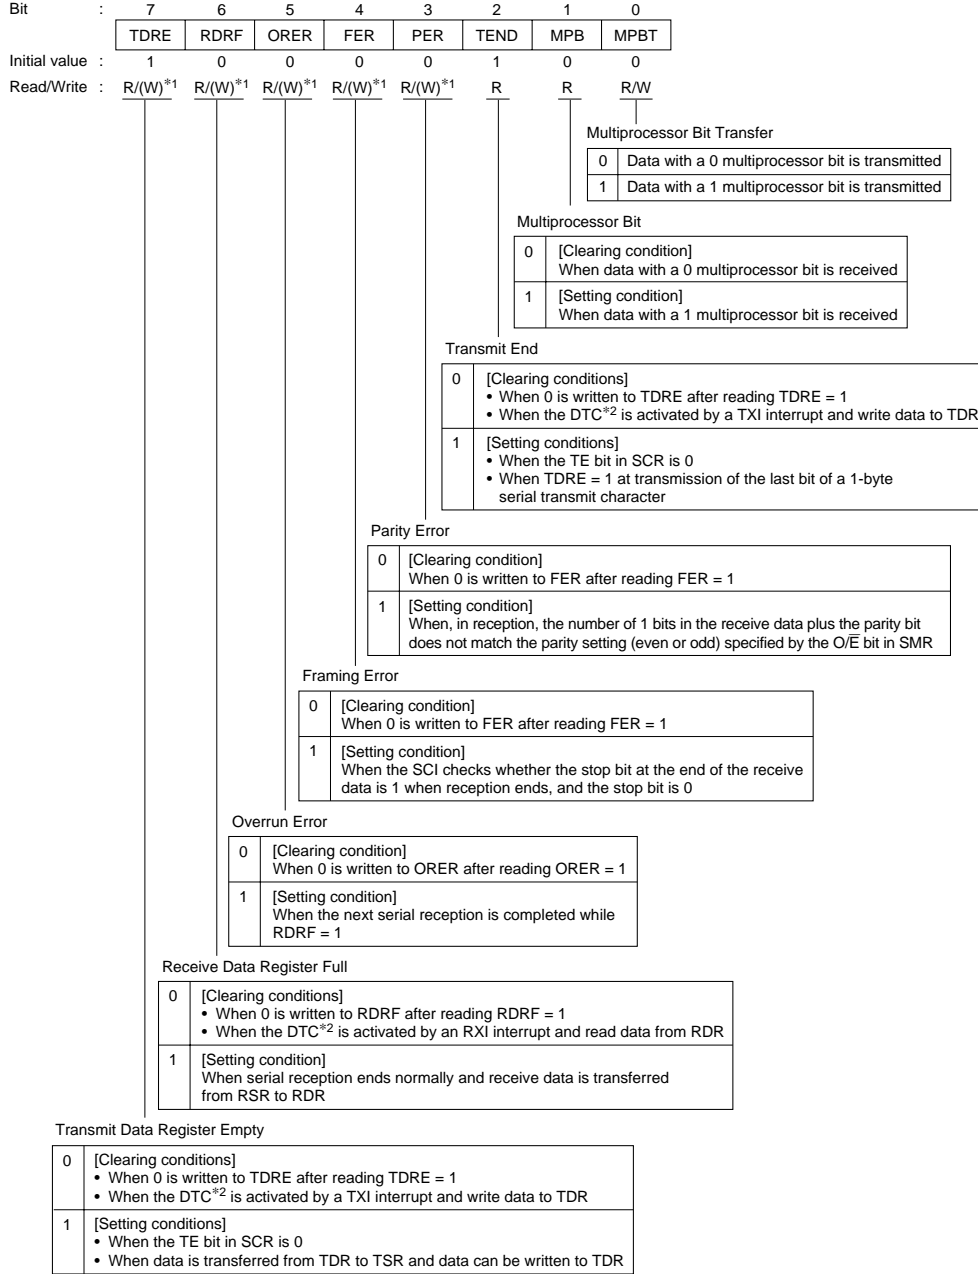 Bit : 7 6 5 4 3 2 1 0
TDRE RDRF ORER FER PER TEND MPB MPBT
Initial value : 1 0 0 0 0 1 0 0
Read/Write : R/(W)*1 R/(W)*1 R/(W)*1 R/(W)*1 R/(W)*1 R R R/W
Multiprocessor Bit Transfer
0 Data with a 0 multiprocessor bit is transmitted
1 Data with a 1 multiprocessor bit is transmitted
Multiprocessor Bit
0 [Clearing condition]
When data with a 0 multiprocessor bit is received
1 [Setting condition]
When data with a 1 multiprocessor bit is received
Transmit End
0 [Clearing conditions]
• When 0 is written to TDRE after reading TDRE = 1
• When the DTC*2 is activated by a TXI interrupt and write data to TDR
1 [Setting conditions]
• When the TE bit in SCR is 0
• When TDRE = 1 at transmission of the last bit of a 1-byte
serial transmit character
Parity Error
0 [Clearing condition]
When 0 is written to FER after reading FER = 1
1 [Setting condition]
When, in reception, the number of 1 bits in the receive data plus the parity bit
does not match the parity setting (even or odd) specified by the O/E̅ bit in SMR
Framing Error
0 [Clearing condition]
When 0 is written to FER after reading FER = 1
1 [Setting condition]
When the SCI checks whether the stop bit at the end of the receive
data is 1 when reception ends, and the stop bit is 0
Overrun Error
0 [Clearing condition]
When 0 is written to ORER after reading ORER = 1
1 [Setting condition]
When the next serial reception is completed while
RDRF = 1
Receive Data Register Full
0 [Clearing conditions]
• When 0 is written to RDRF after reading RDRF = 1
• When the DTC*2 is activated by an RXI interrupt and read data from RDR
1 [Setting condition]
When serial reception ends normally and receive data is transferred
from RSR to RDR
Transmit Data Register Empty
0 [Clearing conditions]
• When 0 is written to TDRE after reading TDRE = 1
• When the DTC*2 is activated by a TXI interrupt and write data to TDR
1 [Setting conditions]
• When the TE bit in SCR is 0
• When data is transferred from TDR to TSR and data can be written to TDR